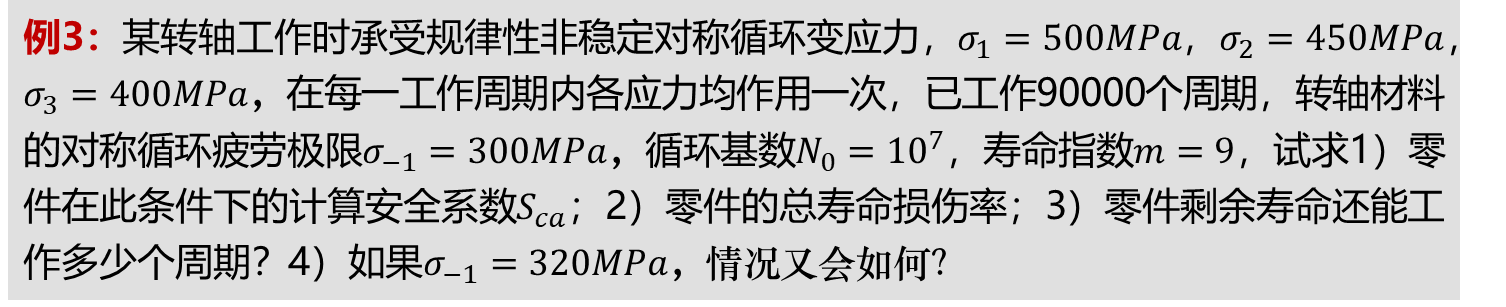 例3：某转轴工作时承受规律性非稳定对称循环变应力，σ₁ = 500MPa，σ₂ = 450MPa，
σ₃ = 400MPa，在每一工作周期内各应力均作用一次，已工作90000个周期，转轴材料
的对称循环疲劳极限σ₋₁ = 300MPa，循环基数N₀ = 10⁷，寿命指数m = 9，试求1）零
件在此条件下的计算安全系数S𝑐𝑎；2）零件的总寿命损伤率；3）零件剩余寿命还能工
作多少个周期？4）如果σ₋₁ = 320MPa，情况又会如何？